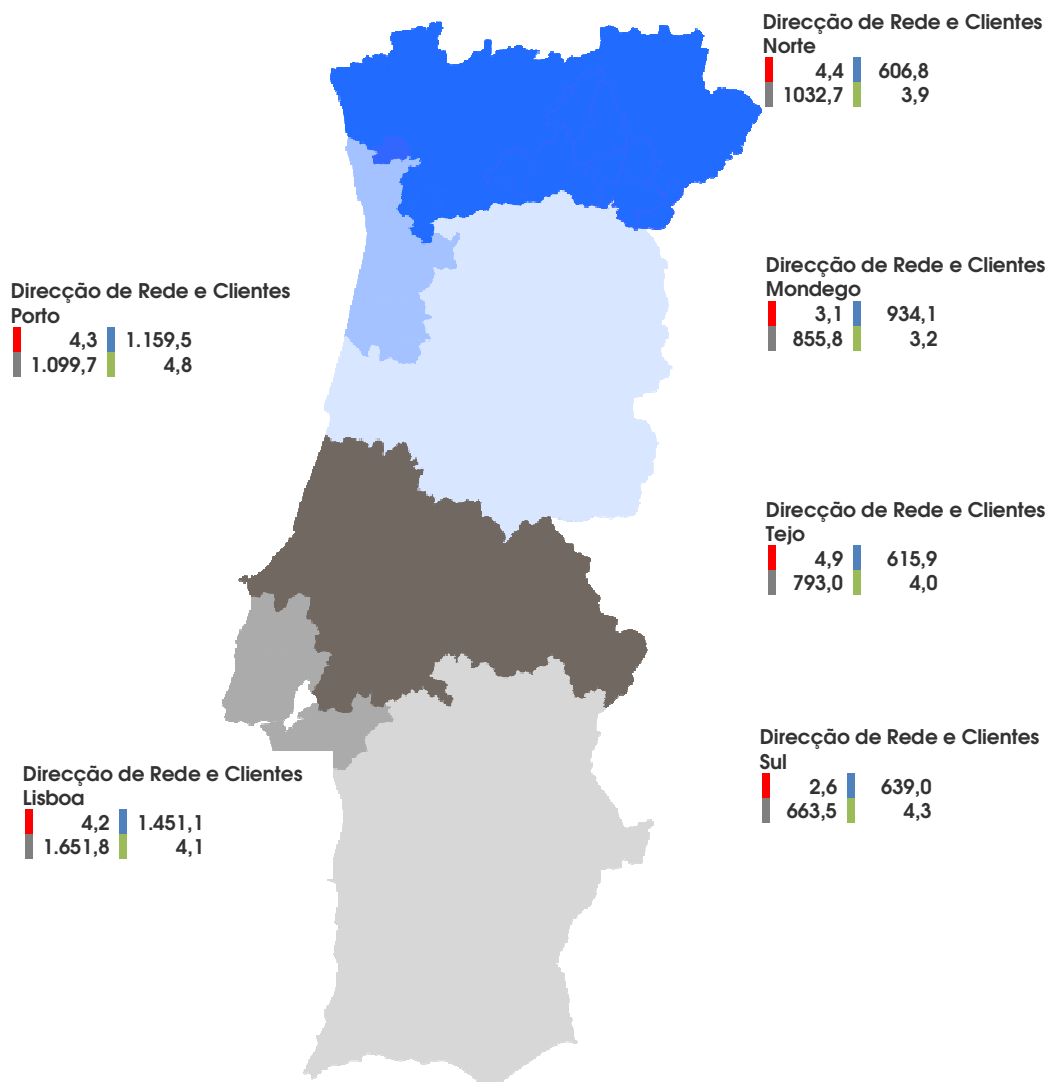 Direcção de Rede e Clientes
Norte
4,4 606,8
1032,7 3,9
Direcção de Rede e Clientes
Mondego
3,1 934,1
855,8 3,2
Direcção de Rede e Clientes
Porto
4,3 1.159,5
1.099,7 4,8
Direcção de Rede e Clientes
Tejo
4,9 615,9
793,0 4,0
Direcção de Rede e Clientes
Sul
2,6 639,0
663,5 4,3
Direcção de Rede e Clientes
Lisboa
4,2 1.451,1
1.651,8 4,1